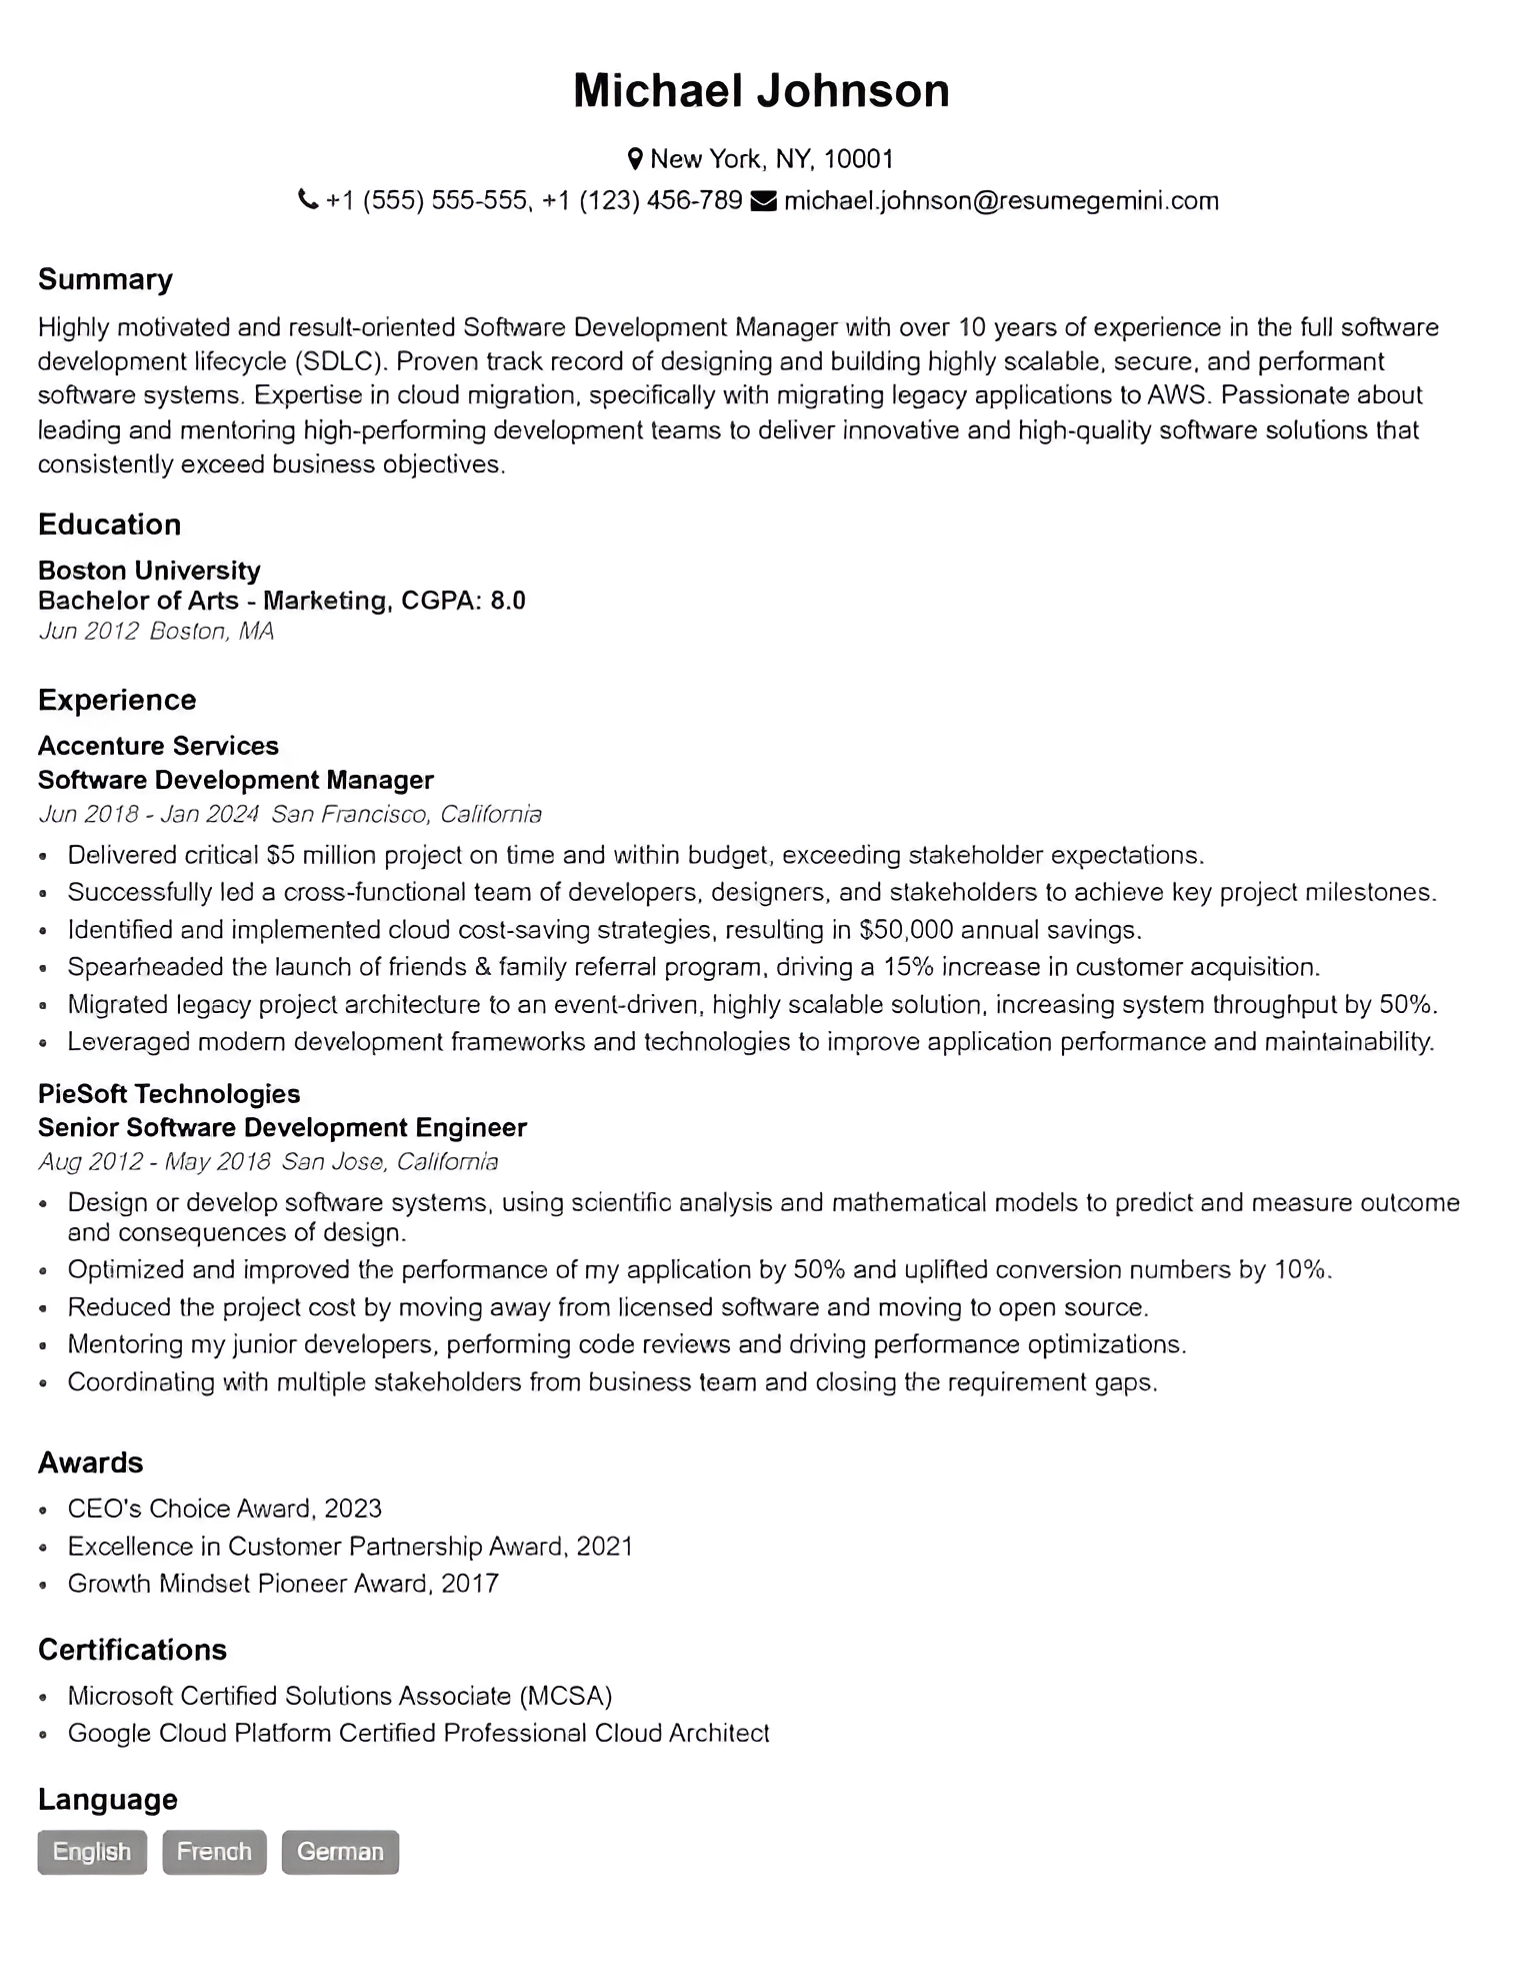 Michael Johnson
New York, NY, 10001
+1 (555) 555-555, +1 (123) 456-789 michael.johnson@resumegemini.com
Summary
Highly motivated and result-oriented Software Development Manager with over 10 years of experience in the full software
development lifecycle (SDLC). Proven track record of designing and building highly scalable, secure, and performant
software systems. Expertise in cloud migration, specifically with migrating legacy applications to AWS. Passionate about
leading and mentoring high-performing development teams to deliver innovative and high-quality software solutions that
consistently exceed business objectives.
Education
Boston University
Bachelor of Arts - Marketing, CGPA: 8.0
Jun 2012 Boston, MA
Experience
Accenture Services
Software Development Manager
Jun 2018 - Jan 2024 San Francisco, California
• Delivered critical $5 million project on time and within budget, exceeding stakeholder expectations.
• Successfully led a cross-functional team of developers, designers, and stakeholders to achieve key project milestones.
• Identified and implemented cloud cost-saving strategies, resulting in $50,000 annual savings.
• Spearheaded the launch of friends & family referral program, driving a 15% increase in customer acquisition.
• Migrated legacy project architecture to an event-driven, highly scalable solution, increasing system throughput by 50%.
• Leveraged modern development frameworks and technologies to improve application performance and maintainability.
PieSoft Technologies
Senior Software Development Engineer
Aug 2012 - May 2018 San Jose, California
• Design or develop software systems, using scientific analysis and mathematical models to predict and measure outcome
and consequences of design.
• Optimized and improved the performance of my application by 50% and uplifted conversion numbers by 10%.
• Reduced the project cost by moving away from licensed software and moving to open source.
• Mentoring my junior developers, performing code reviews and driving performance optimizations.
• Coordinating with multiple stakeholders from business team and closing the requirement gaps.
Awards
• CEO's Choice Award, 2023
• Excellence in Customer Partnership Award, 2021
• Growth Mindset Pioneer Award, 2017
Certifications
• Microsoft Certified Solutions Associate (MCSA)
• Google Cloud Platform Certified Professional Cloud Architect
Language
English French German